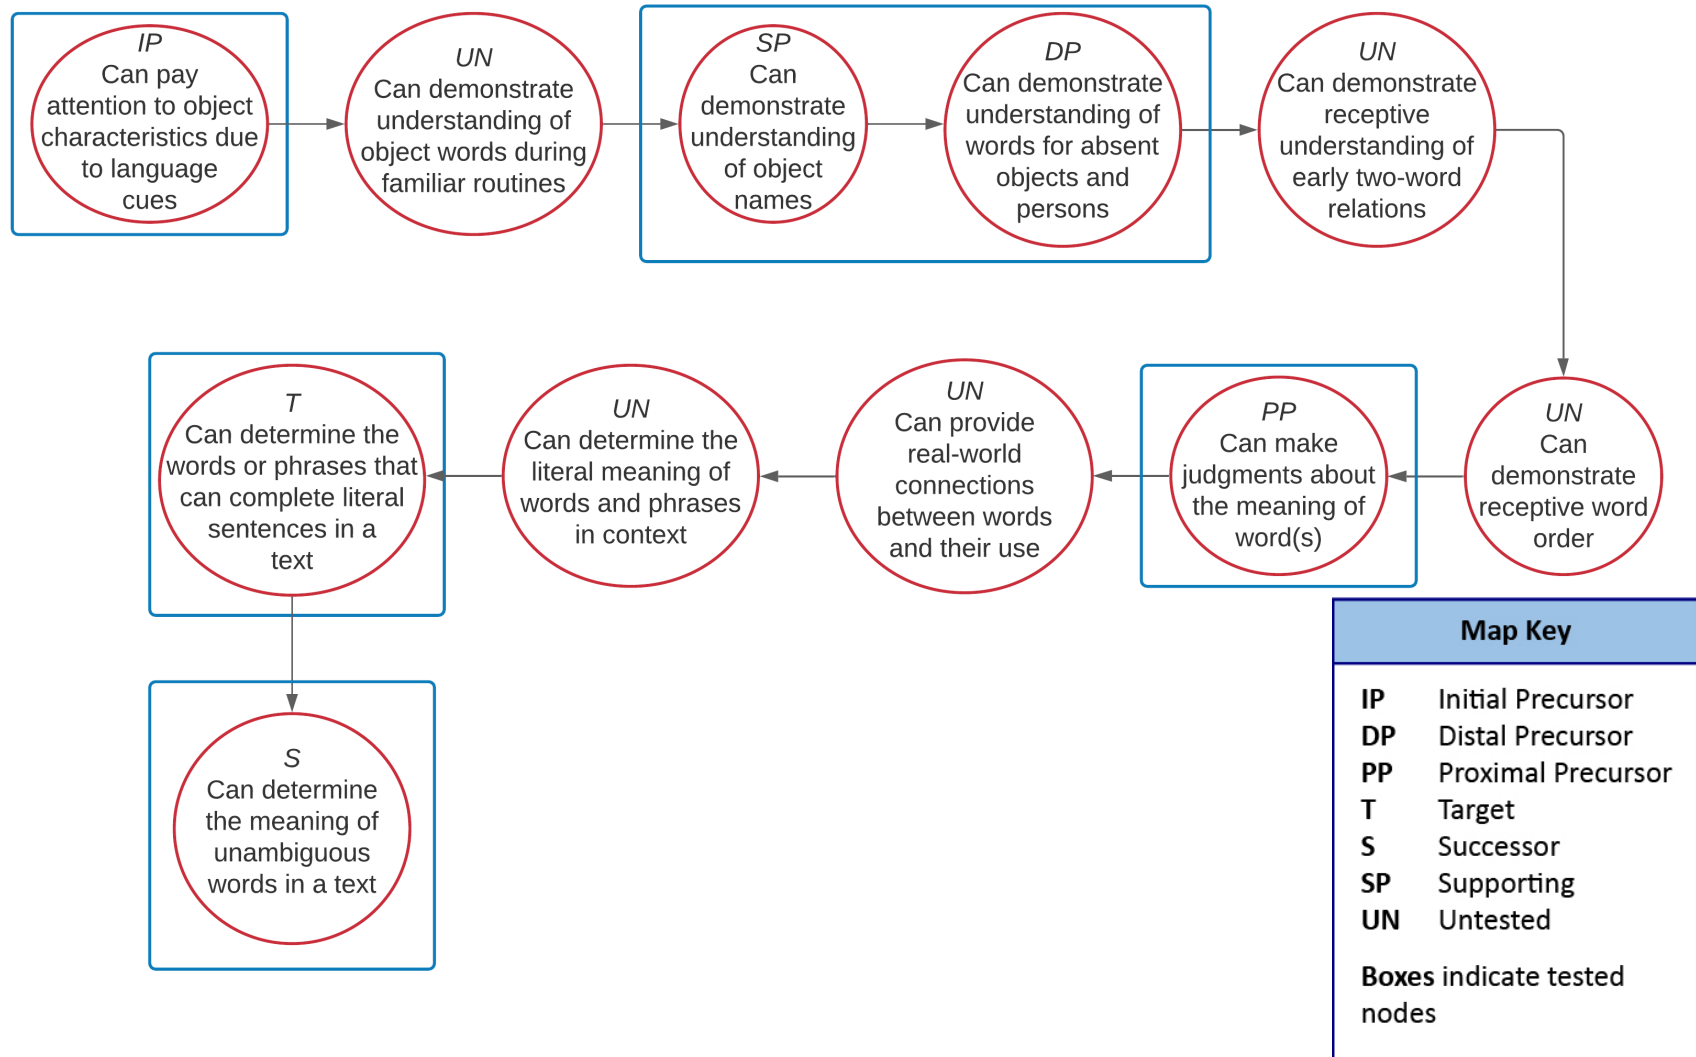 IP
Can pay
attention to object
characteristics due
to language
cues
UN
Can demonstrate
understanding of
object words during
familiar routines
SP
Can
demonstrate
understanding
of object
names
DP
Can demonstrate
understanding of
words for absent
objects and
persons
UN
Can demonstrate
receptive
understanding of
early two-word
relations
UN
Can
demonstrate
receptive word
order
PP
Can make
judgments about
the meaning of
word(s)
UN
Can provide
real-world
connections
between words
and their use
UN
Can determine the
literal meaning of
words and phrases
in context
T
Can determine the
words or phrases that
can complete literal
sentences in a
text
S
Can determine
the meaning of
unambiguous
words in a text
Map Key
IP Initial Precursor
DP Distal Precursor
PP Proximal Precursor
T Target
S Successor
SP Supporting
UN Untested
Boxes indicate tested
nodes